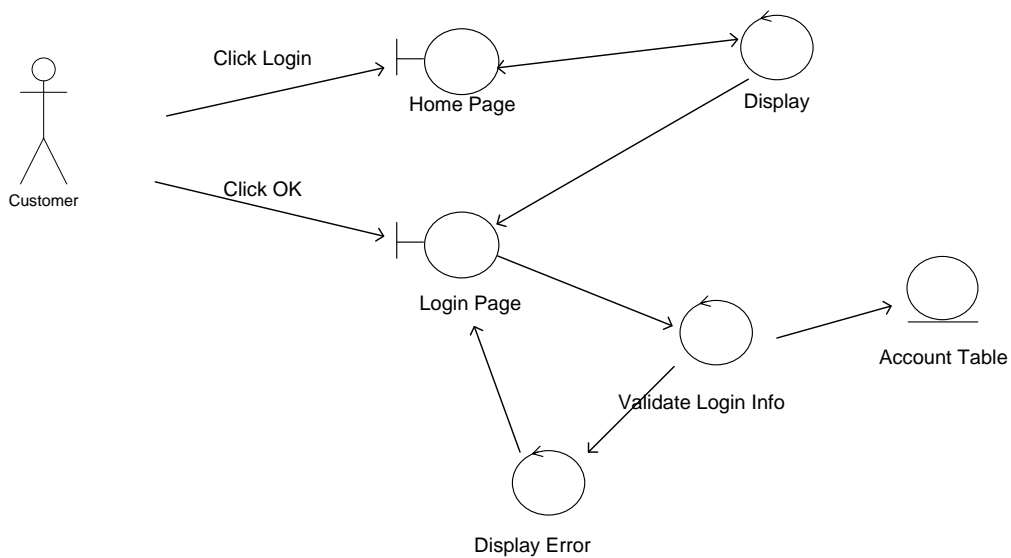 Click Login
Home Page
Display
Customer
Click OK
Login Page
Account Table
Validate Login Info
Display Error